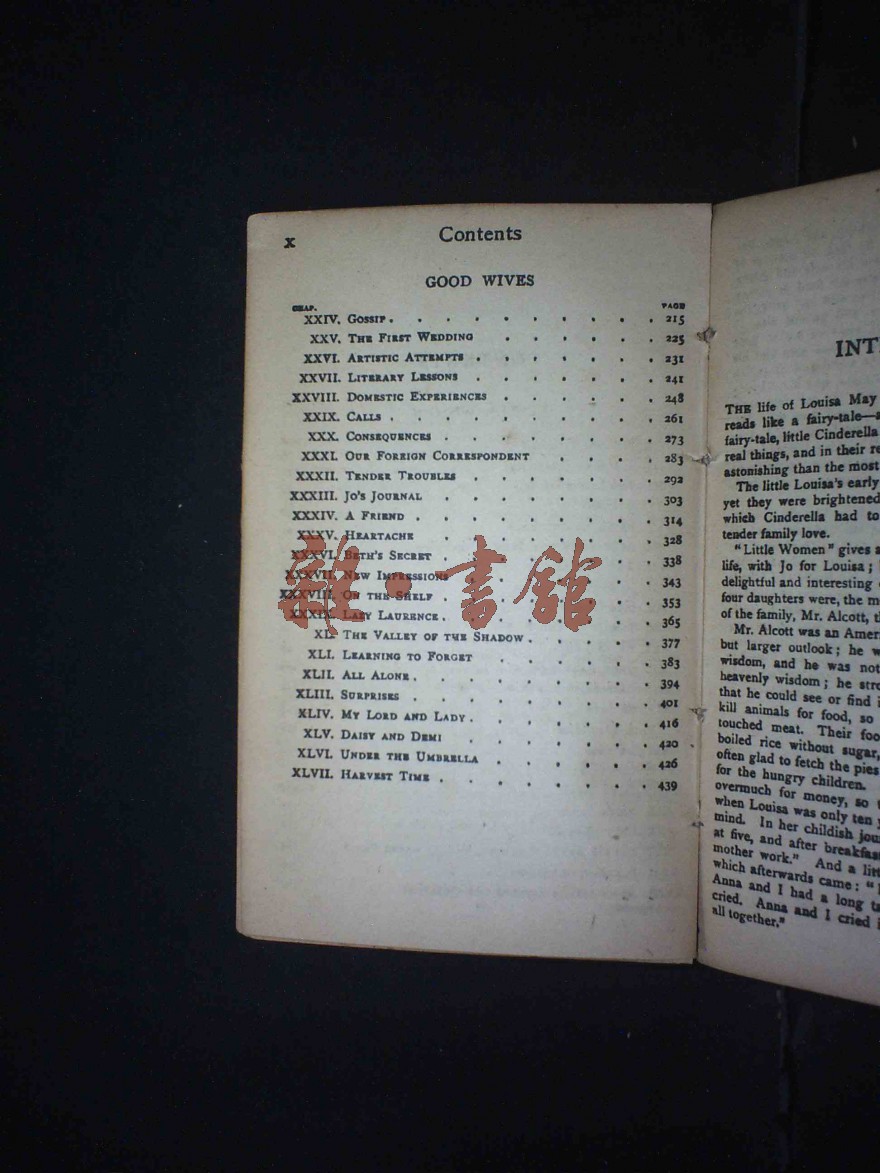 x
Contents
GOOD WIVES
CHAP. PAGE
XXIV. GOSSIP . . . . . . . . . . 215
XXV. THE FIRST WEDDING . . . . . . 225
XXVI. ARTISTIC ATTEMPTS . . . . . . . 231
XXVII. LITERARY LESSONS . . . . . . . 241
XXVIII. DOMESTIC EXPERIENCES . . . . . . 248
XXIX. CALLS . . . . . . . . . . 261
XXX. CONSEQUENCES . . . . . . . . 273
XXXI. OUR FOREIGN CORRESPONDENT . . . . 283
XXXII. TENDER TROUBLES . . . . . . . 292
XXXIII. JO'S JOURNAL . . . . . . . . 303
XXXIV. A FRIEND . . . . . . . . . 314
XXXV. HEARTACHE . . . . . . . . 328
XXXVI. BETH'S SECRET . . . . . . . . 338
XXXVII. NEW IMPRESSIONS . . . . . . . 343
XXXVIII. ON THE SHELF . . . . . . . . 353
XXXIX. LAZY LAURENCE . . . . . . . . 365
XL. THE VALLEY OF THE SHADOW . . . . . 377
XLI. LEARNING TO FORGET . . . . . . . 383
XLII. ALL ALONE . . . . . . . . . 394
XLIII. SURPRISES . . . . . . . . . 401
XLIV. MY LORD AND LADY . . . . . . . 416
XLV. DAISY AND DEMI . . . . . . . 420
XLVI. UNDER THE UMBRELLA . . . . . . 426
XLVII. HARVEST TIME . . . . . . . . 439
雜·書館
INT
THE life of Louisa May
reads like a fairy-tale—
fairy-tale, little Cinderella
real things, and in their re
astonishing than the most
The little Louisa's early
yet they were brightened
which Cinderella had to
tender family love.
"Little Women" gives a
life, with Jo for Louisa;
delightful and interesting
four daughters were, the m
of the family, Mr. Alcott, t
Mr. Alcott was an Ameri
but larger outlook; he w
wisdom, and he was not
heavenly wisdom; he stro
that he could see or find i
kill animals for food, so
touched meat. Their foo
boiled rice without sugar,
often glad to fetch the pies
for the hungry children.
overmuch for money, so t
when Louisa was only ten y
mind. In her childish jou
at five, and after breakfas
mother work." And a litt
which afterwards came: "I
Anna and I had a long ta
cried. Anna and I cried i
all together."